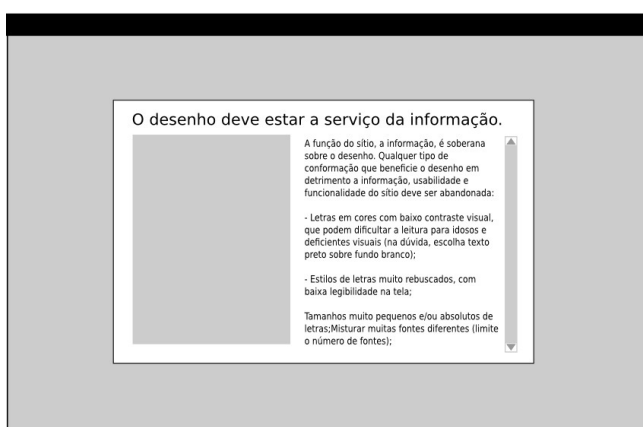 O desenho deve estar a serviço da informação.
A função do sítio, a informação, é soberana
sobre o desenho. Qualquer tipo de
conformação que beneficie o desenho em
detrimento a informação, usabilidade e
funcionalidade do sítio deve ser abandonada:
- Letras em cores com baixo contraste visual,
que podem dificultar a leitura para idosos e
deficientes visuais (na dúvida, escolha texto
preto sobre fundo branco);
- Estilos de letras muito rebuscados, com
baixa legibilidade na tela;
Tamanhos muito pequenos e/ou absolutos de
letras;Misturar muitas fontes diferentes (limite
o número de fontes);